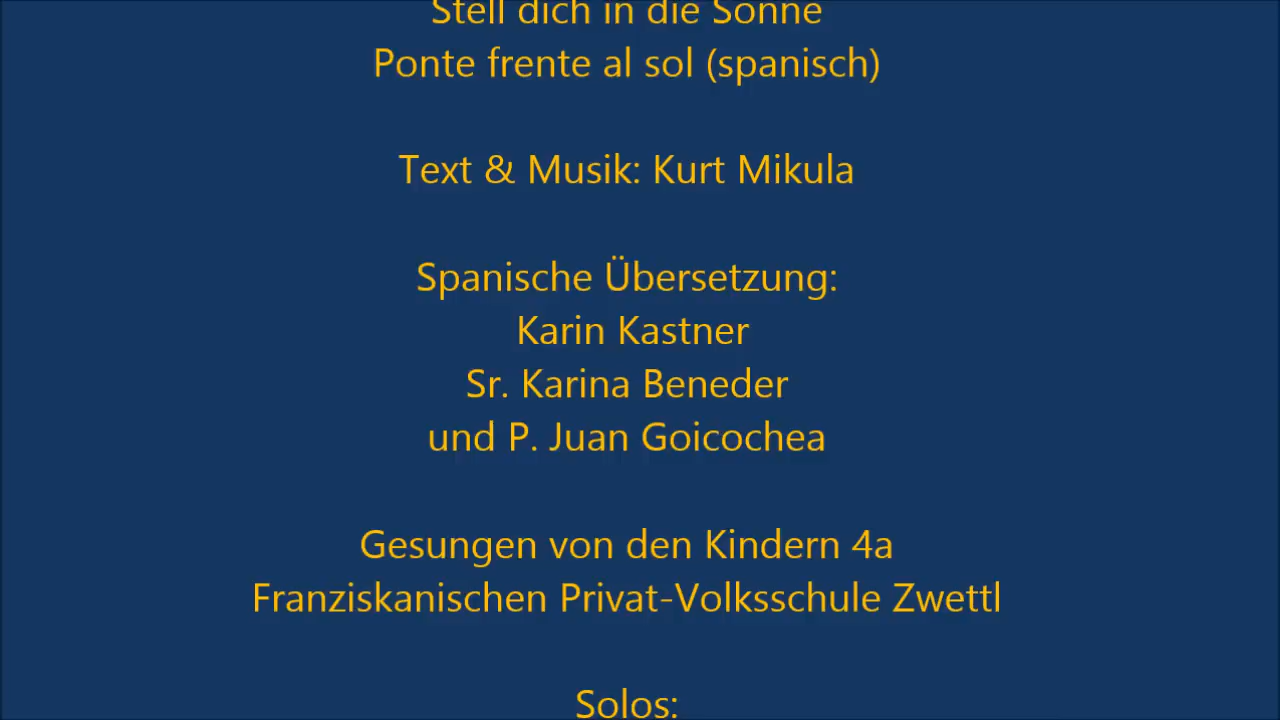 Stell dich in die Sonne
Ponte frente al sol (spanisch)
Text & Musik: Kurt Mikula
Spanische Übersetzung:
Karin Kastner
Sr. Karina Beneder
und P. Juan Goicochea
Gesungen von den Kindern 4a
Franziskanischen Privat-Volksschule Zwettl
Solos: